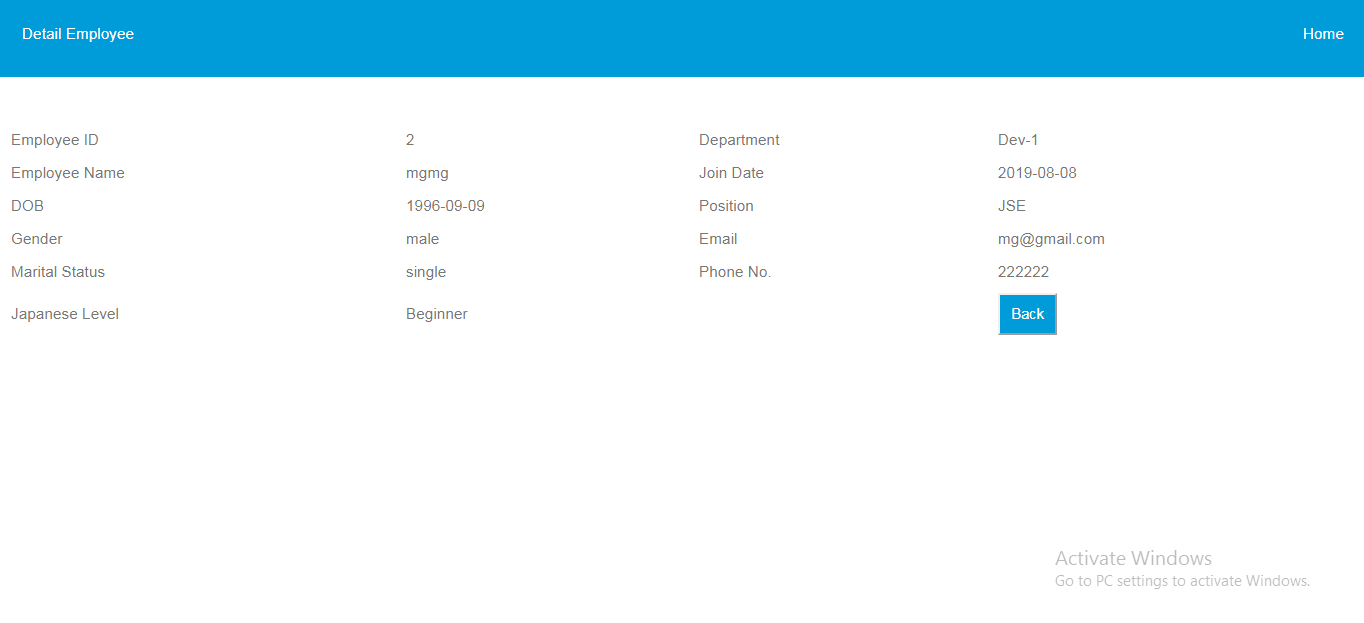 Detail Employee Home
Employee ID 2 Department Dev-1
Employee Name mgmg Join Date 2019-08-08
DOB 1996-09-09 Position JSE
Gender male Email mg@gmail.com
Marital Status single Phone No. 222222
Japanese Level Beginner Back
Activate Windows
Go to PC settings to activate Windows.